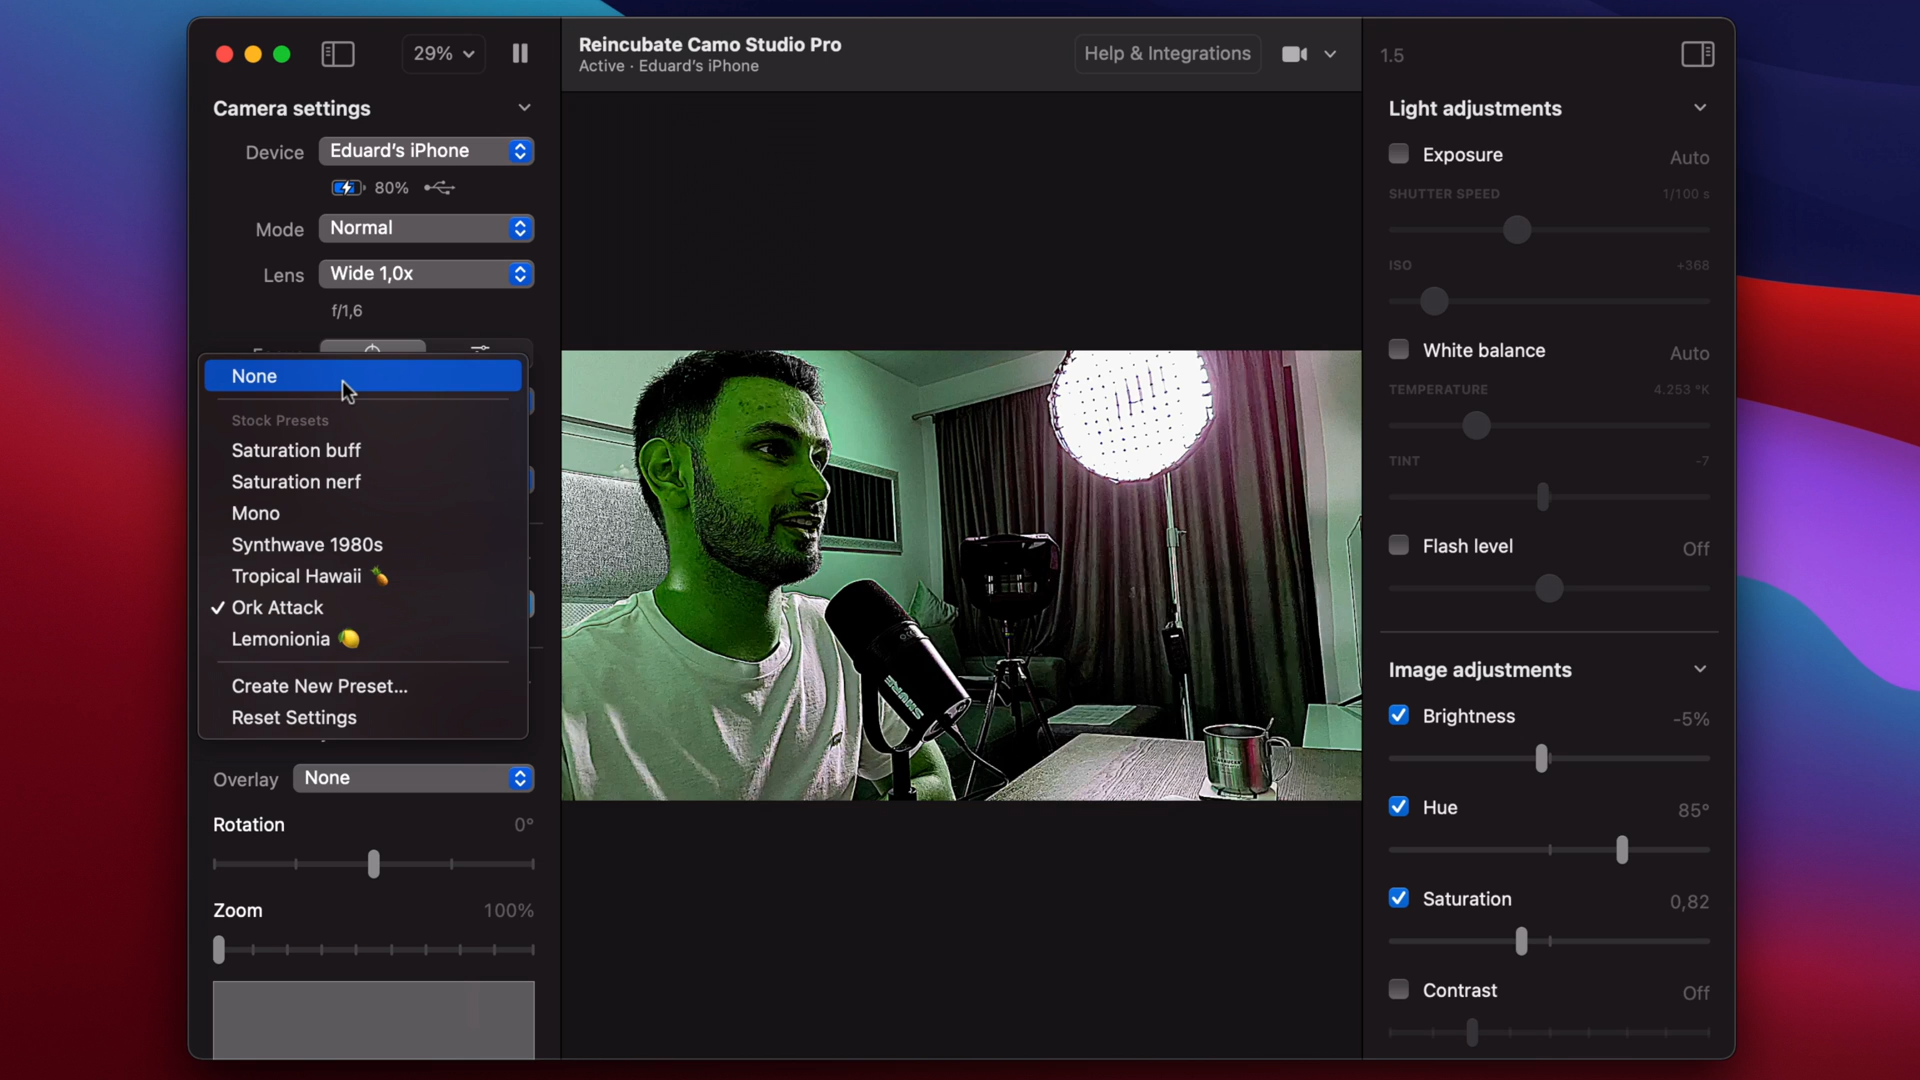 29%
Reincubate Camo Studio Pro
Active · Eduard's iPhone
Help & Integrations
1.5
Camera settings
Device Eduard's iPhone
80%
Mode Normal
Lens Wide 1,0x
f/1,6
None
Stock Presets
Saturation buff
Saturation nerf
Mono
Synthwave 1980s
Tropical Hawaii 🍍
✓ Ork Attack
Lemonionia 🍋
Create New Preset...
Reset Settings
Overlay None
Rotation 0°
Zoom 100%
SHURE
Light adjustments
Exposure Auto
SHUTTER SPEED 1/100 s
ISO +368
White balance Auto
TEMPERATURE 4.253 °K
TINT -7
Flash level Off
Image adjustments
Brightness -5%
Hue 85°
Saturation 0,82
Contrast Off